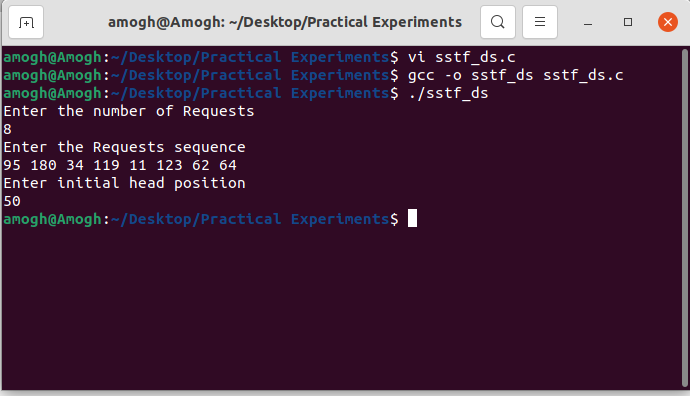 amogh@Amogh: ~/Desktop/Practical Experiments
amogh@Amogh:~/Desktop/Practical Experiments$ vi sstf_ds.c
amogh@Amogh:~/Desktop/Practical Experiments$ gcc -o sstf_ds sstf_ds.c
amogh@Amogh:~/Desktop/Practical Experiments$ ./sstf_ds
Enter the number of Requests
8
Enter the Requests sequence
95 180 34 119 11 123 62 64
Enter initial head position
50
amogh@Amogh:~/Desktop/Practical Experiments$